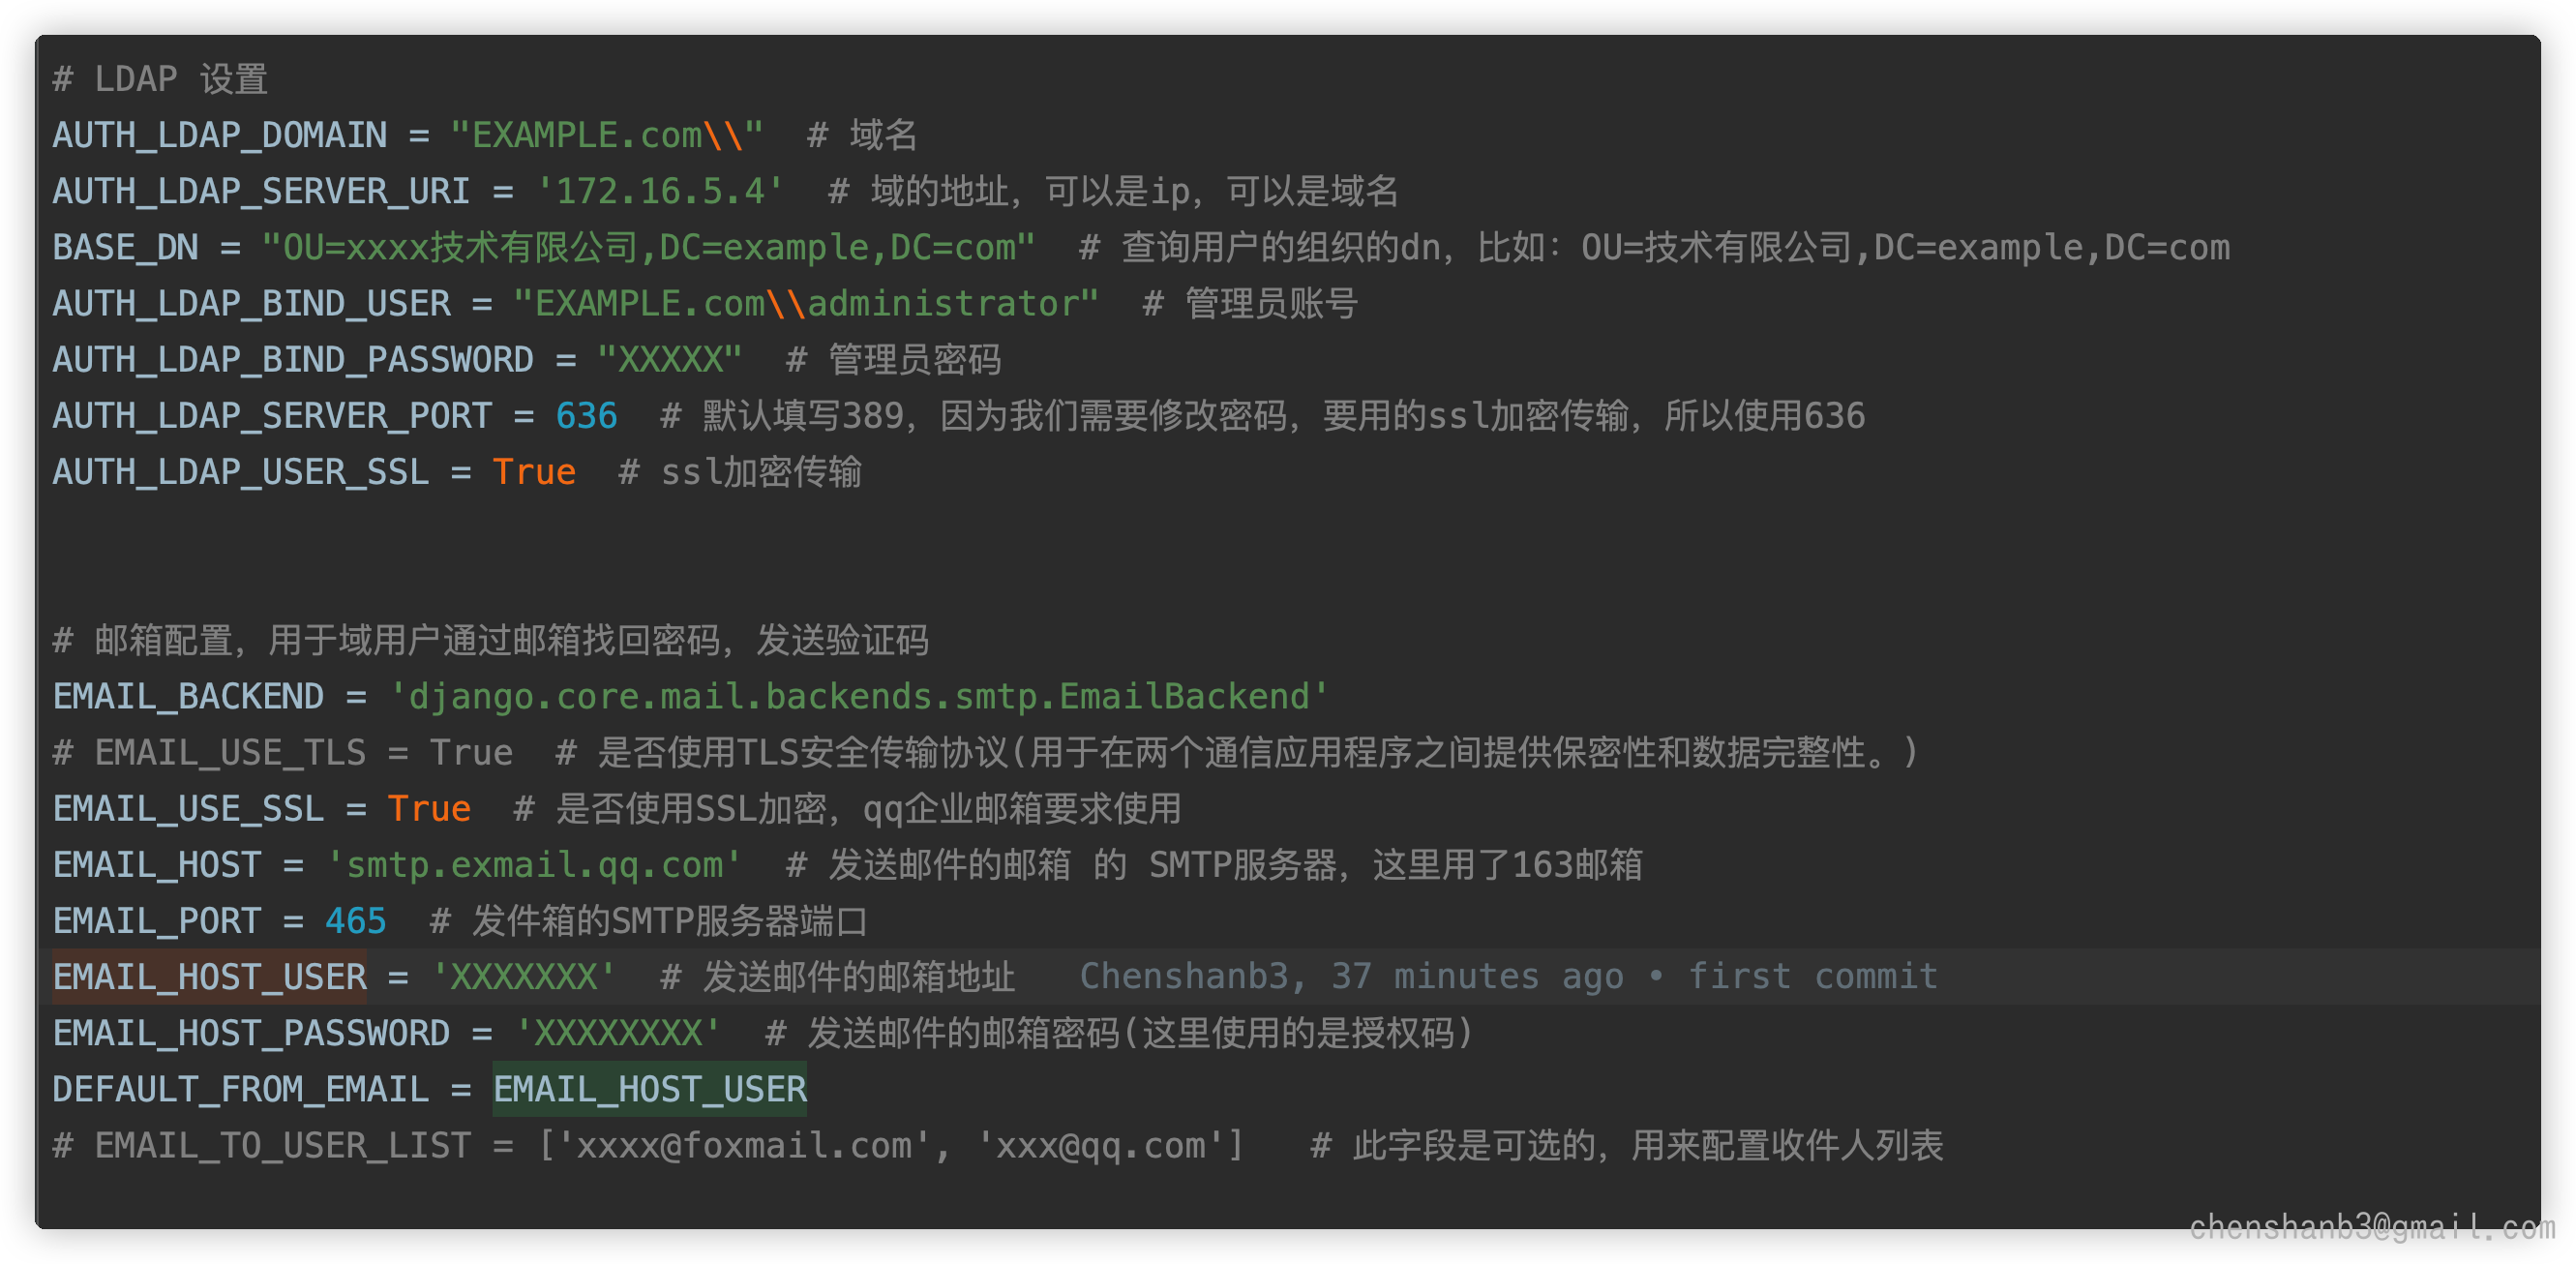 # LDAP 设置
AUTH_LDAP_DOMAIN = "EXAMPLE.com\\"  # 域名
AUTH_LDAP_SERVER_URI = '172.16.5.4'  # 域的地址，可以是ip，可以是域名
BASE_DN = "OU=xxxx技术有限公司,DC=example,DC=com"  # 查询用户的组织的dn，比如：OU=技术有限公司,DC=example,DC=com
AUTH_LDAP_BIND_USER = "EXAMPLE.com\\administrator"  # 管理员账号
AUTH_LDAP_BIND_PASSWORD = "XXXXX"  # 管理员密码
AUTH_LDAP_SERVER_PORT = 636  # 默认填写389，因为我们需要修改密码，要用的ssl加密传输，所以使用636
AUTH_LDAP_USER_SSL = True  # ssl加密传输
# 邮箱配置，用于域用户通过邮箱找回密码，发送验证码
EMAIL_BACKEND = 'django.core.mail.backends.smtp.EmailBackend'
# EMAIL_USE_TLS = True  # 是否使用TLS安全传输协议(用于在两个通信应用程序之间提供保密性和数据完整性。)
EMAIL_USE_SSL = True  # 是否使用SSL加密，qq企业邮箱要求使用
EMAIL_HOST = 'smtp.exmail.qq.com'  # 发送邮件的邮箱 的 SMTP服务器，这里用了163邮箱
EMAIL_PORT = 465  # 发件箱的SMTP服务器端口
EMAIL_HOST_USER = 'XXXXXXX'  # 发送邮件的邮箱地址   Chenshanb3, 37 minutes ago • first commit
EMAIL_HOST_PASSWORD = 'XXXXXXXX'  # 发送邮件的邮箱密码(这里使用的是授权码)
DEFAULT_FROM_EMAIL = EMAIL_HOST_USER
# EMAIL_TO_USER_LIST = ['xxxx@foxmail.com', 'xxx@qq.com']   # 此字段是可选的，用来配置收件人列表
chenshanb3@gmail.com